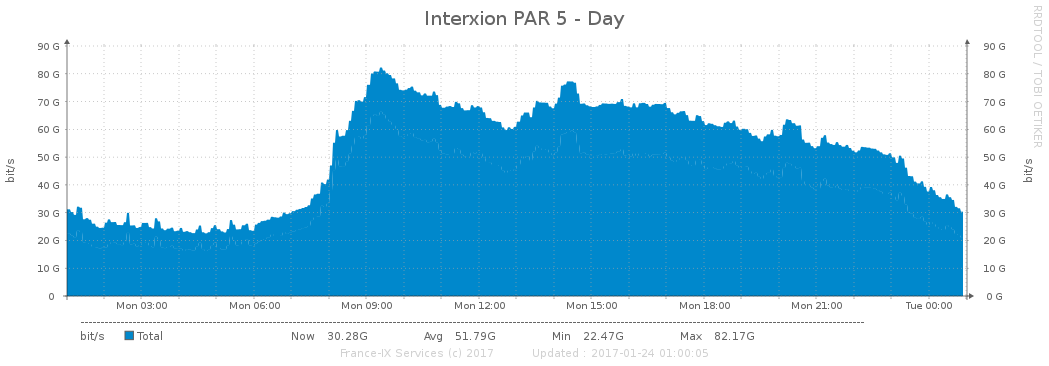 Interxion PAR 5 - Day
RRDTOOL / TOBI OETIKER
90 G 90 G
80 G 80 G
70 G 70 G
60 G 60 G
50 G 50 G
40 G 40 G
30 G 30 G
20 G 20 G
10 G 10 G
0 0 G
bit/s
bit/s
Mon 03:00 Mon 06:00 Mon 09:00 Mon 12:00 Mon 15:00 Mon 18:00 Mon 21:00 Tue 00:00
bit/s Total Now 30.28G Avg 51.79G Min 22.47G Max 82.17G
France-IX Services (c) 2017 Updated : 2017-01-24 01:00:05